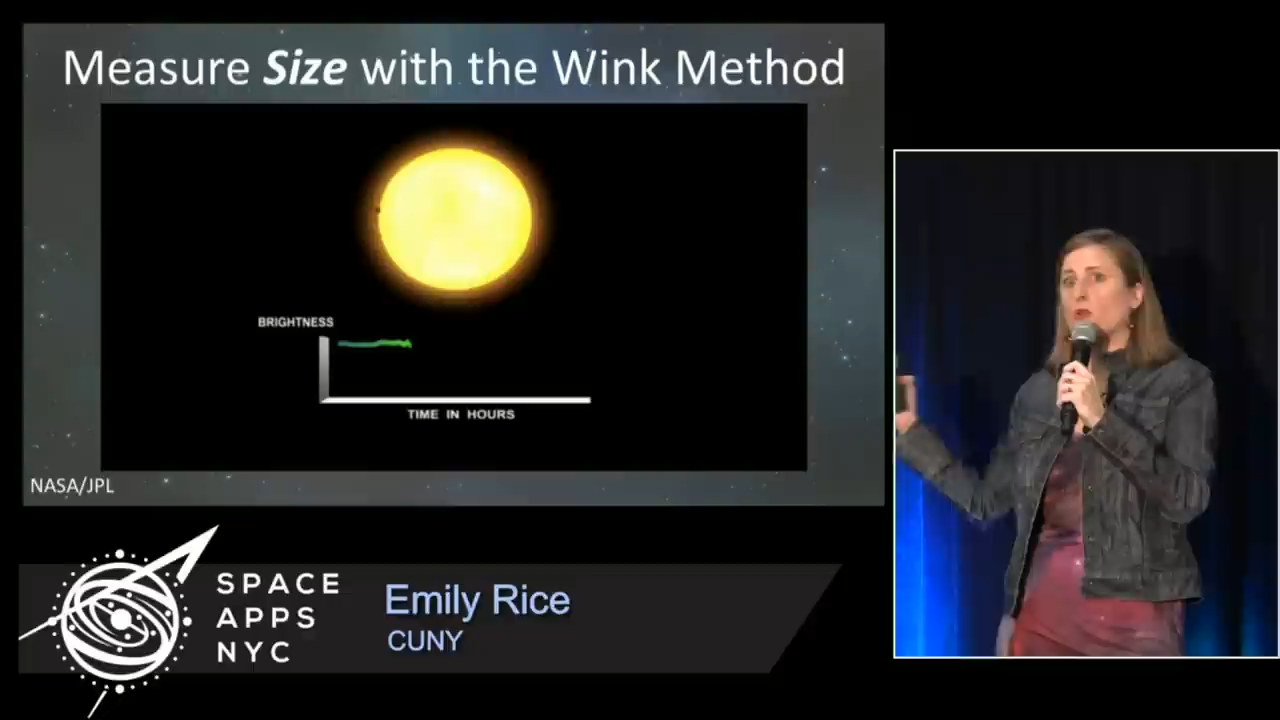 Measure Size with the Wink Method
BRIGHTNESS
TIME IN HOURS
NASA/JPL
SPACE
APPS
NYC
Emily Rice
CUNY